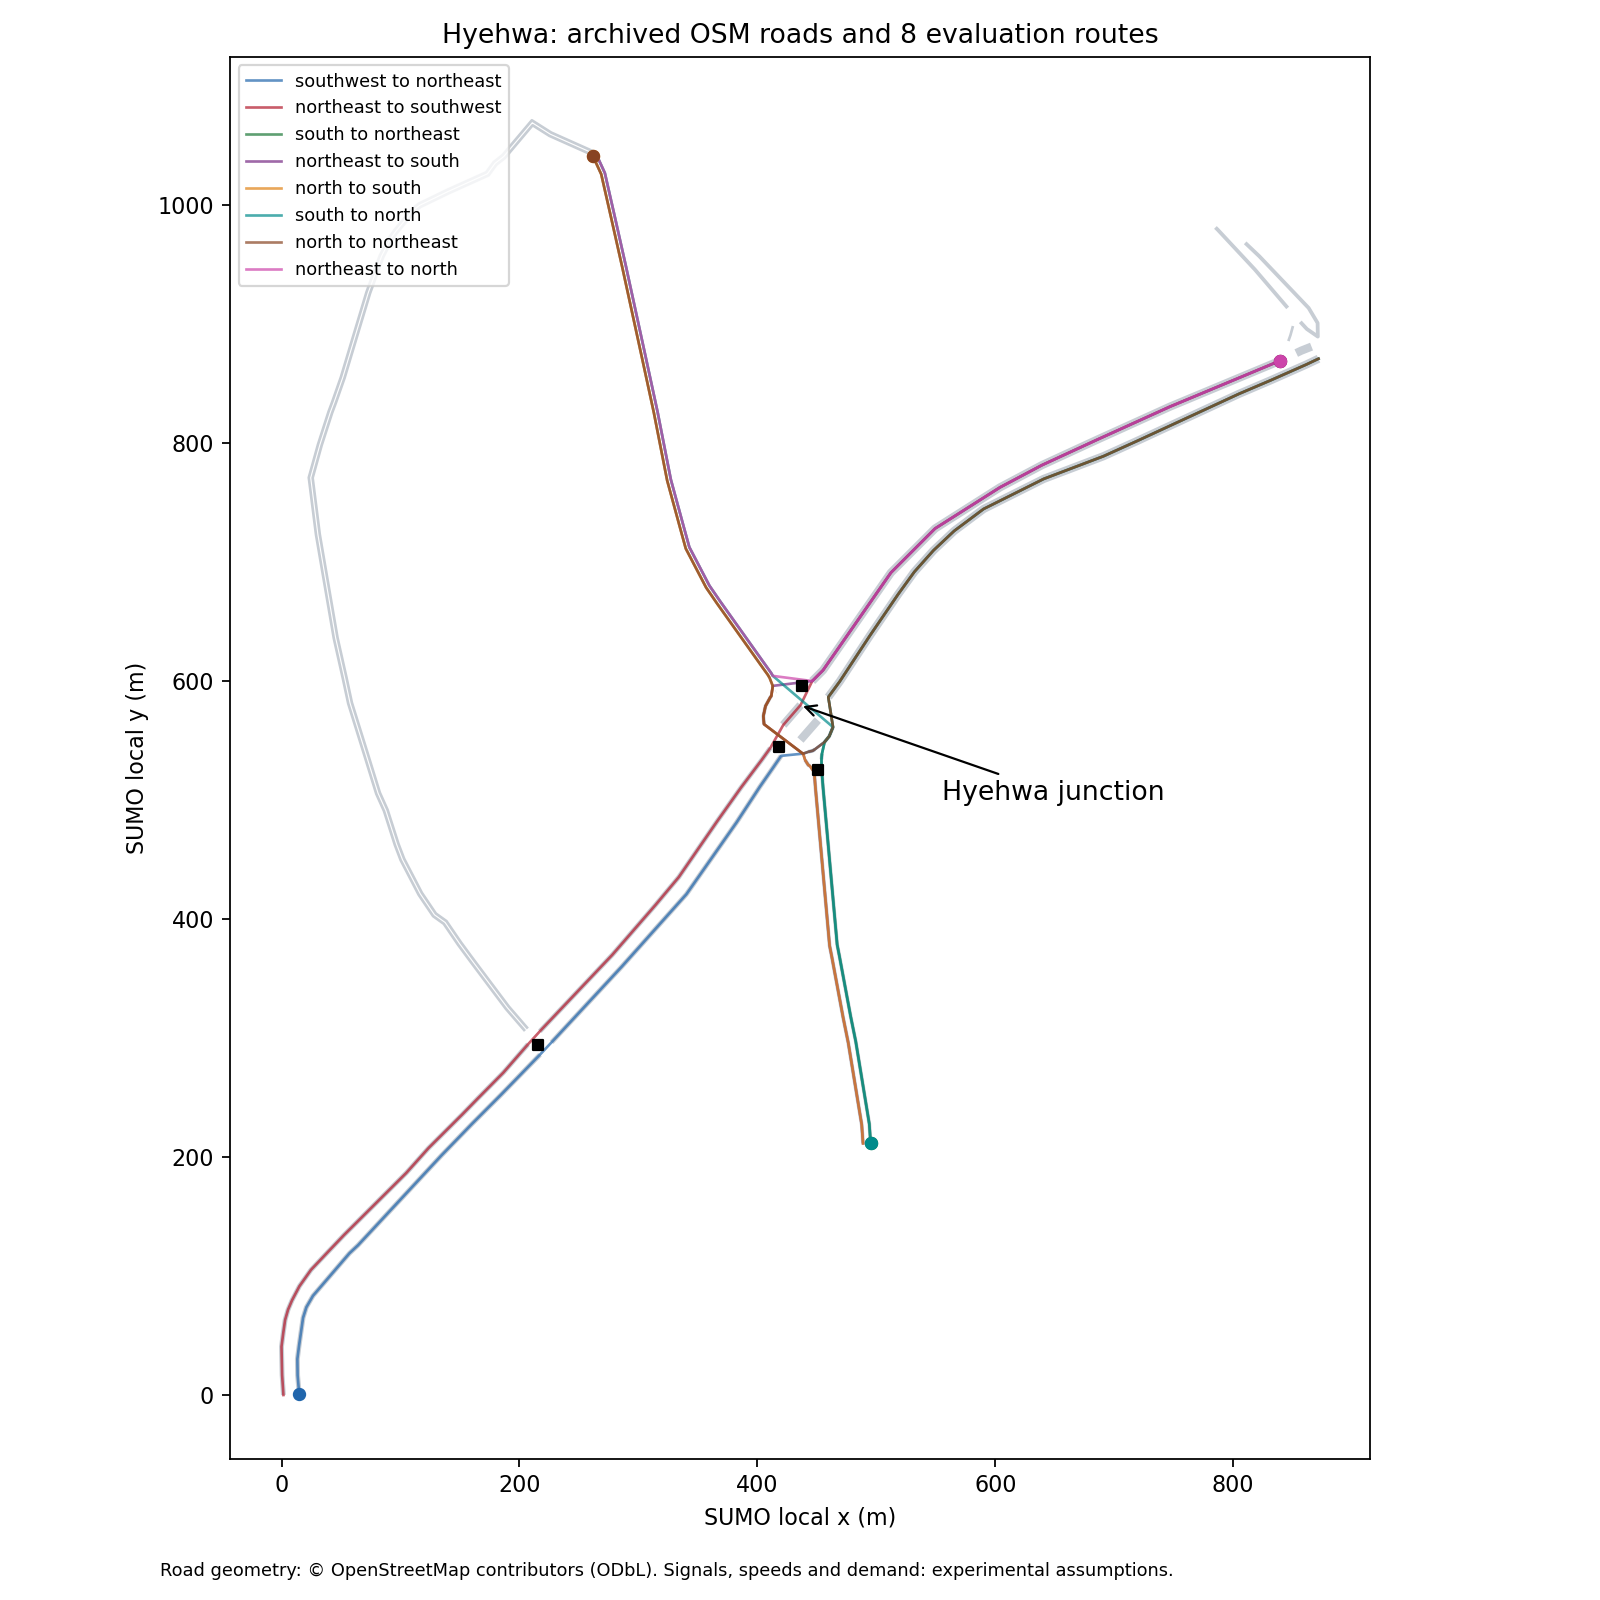 Hyehwa: archived OSM roads and 8 evaluation routes
southwest to northeast
northeast to southwest
south to northeast
northeast to south
north to south
south to north
north to northeast
northeast to north
1000
800
600
400
200
0
SUMO local y (m)
Hyehwa junction
0
200
400
600
800
SUMO local x (m)
Road geometry: © OpenStreetMap contributors (ODbL). Signals, speeds and demand: experimental assumptions.